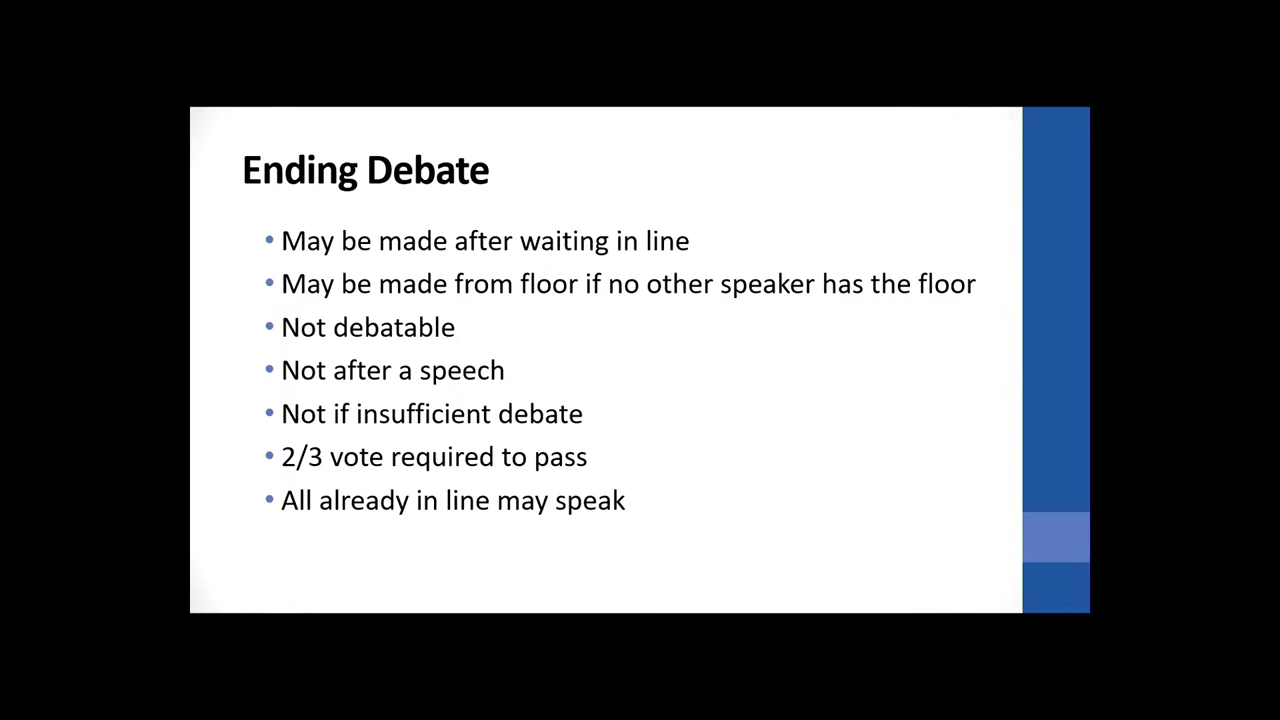 Ending Debate
• May be made after waiting in line
• May be made from floor if no other speaker has the floor
• Not debatable
• Not after a speech
• Not if insufficient debate
• 2/3 vote required to pass
• All already in line may speak